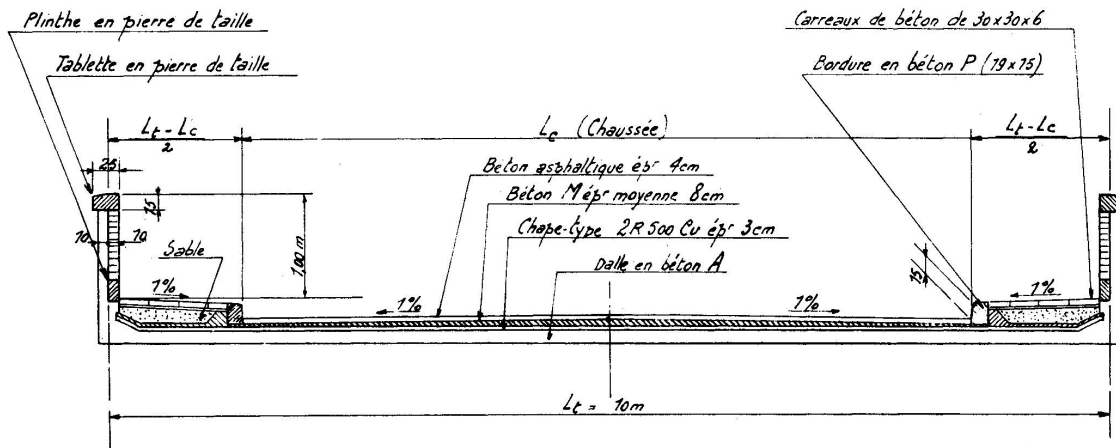 Plinthe en pierre de taille
Carreaux de béton de 30x30x6
Tablette en pierre de taille
Bordure en béton P (19x15)
Lt - Lc
2
Lc (Chaussée)
Lt - Lc
2
25
Béton asphaltique épr 4cm
15
Béton M épr moyenne 8cm
10
10
Sable
1,00m
Chape-type 2R 500 Cu épr 3cm
Dalle en béton A
15
1%
1%
1%
1%
Lt = 10m